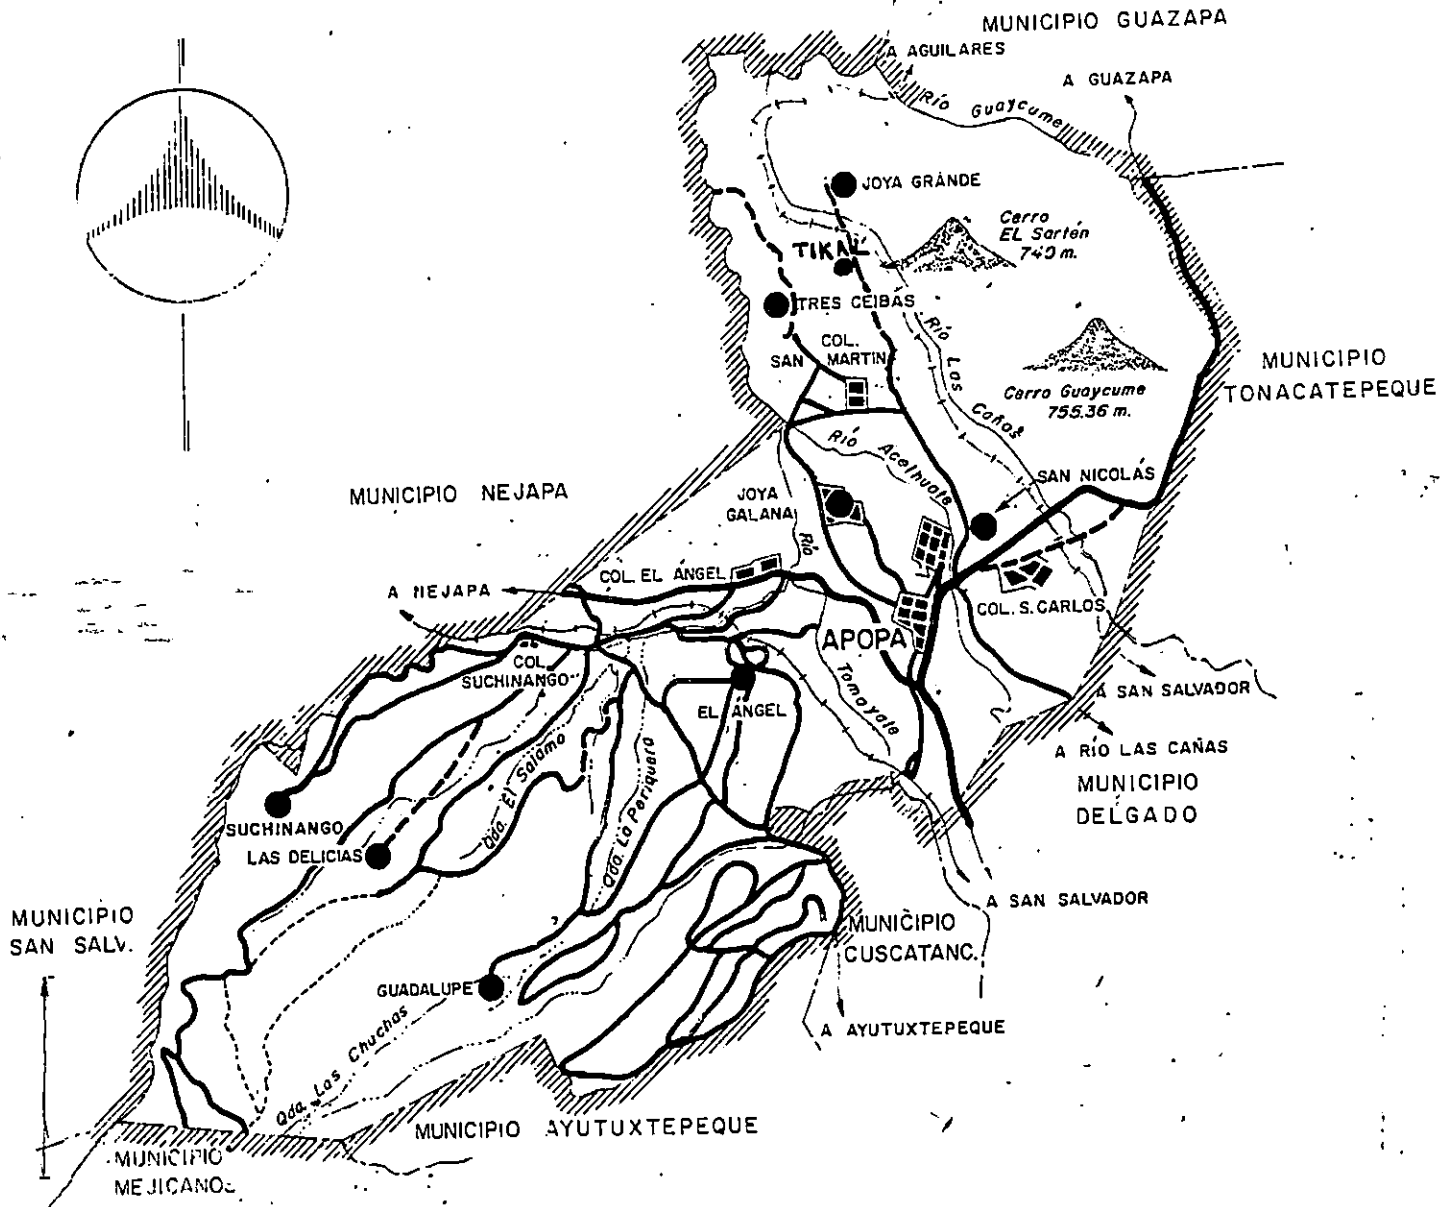 MUNICIPIO GUAZAPA
A AGUILARES
A GUAZAPA
Río Guaycume
JOYA GRANDE
Cerro
EL Sartén
740 m.
TIKAL
TRES CEIBAS
COL.
SAN MARTIN
Río Las Cañas
Cerro Guaycume
755.36 m.
MUNICIPIO
TONACATEPEQUE
Río Acelhuate
SAN NICOLÁS
MUNICIPIO NEJAPA
JOYA
GALANA
Río Tomayate
COL. EL ÁNGEL
A NEJAPA
COL. S. CARLOS
APOPA
COL.
SUCHINANGO
EL ANGEL
A SAN SALVADOR
A RÍO LAS CAÑAS
MUNICIPIO
DELGADO
Qda. El Salamo
Qda. La Periquera
SUCHINANGO
LAS DELICIAS
A SAN SALVADOR
MUNICIPIO
SAN SALV.
MUNICIPIO
CUSCATANC.
GUADALUPE
A AYUTUXTEPEQUE
Qda. Las Chuchas
MUNICIPIO AYUTUXTEPEQUE
MUNICIPIO
MEJICANOS